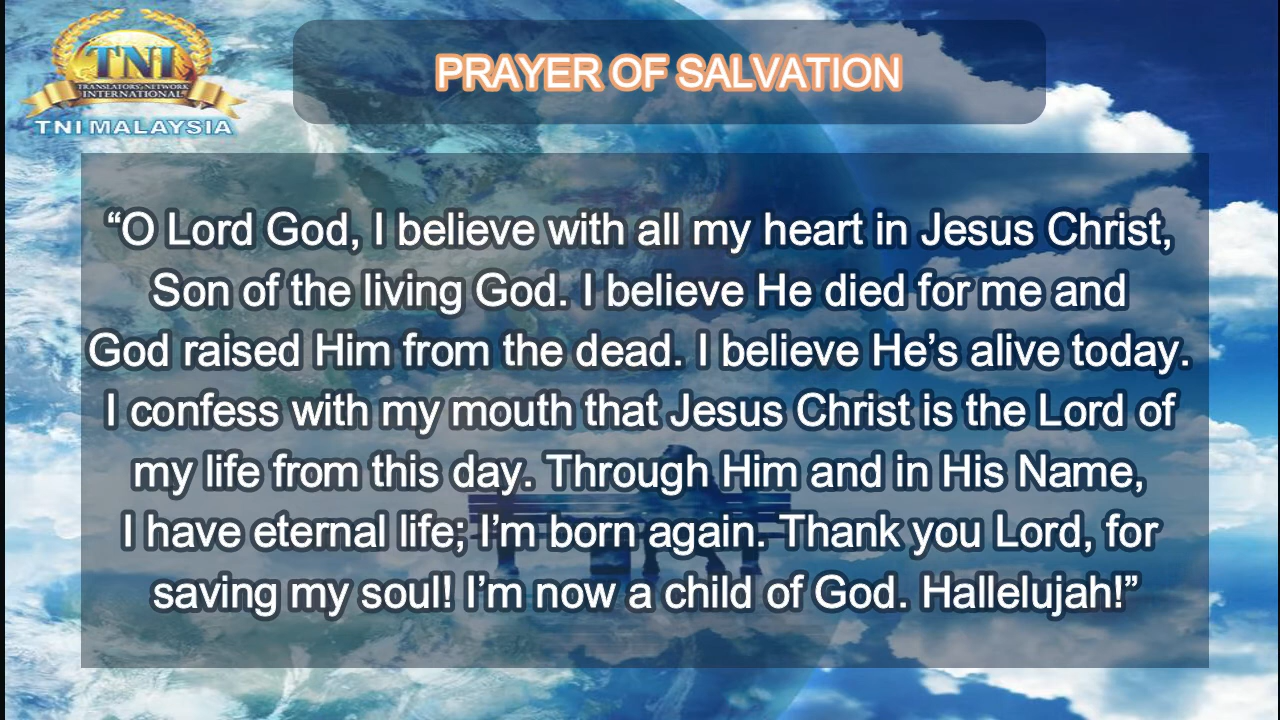 TNI
TRANSLATORS NETWORK
INTERNATIONAL
TNI MALAYSIA
PRAYER OF SALVATION
“O Lord God, I believe with all my heart in Jesus Christ,
Son of the living God. I believe He died for me and
God raised Him from the dead. I believe He’s alive today.
I confess with my mouth that Jesus Christ is the Lord of
my life from this day. Through Him and in His Name,
I have eternal life; I’m born again. Thank you Lord, for
saving my soul! I’m now a child of God. Hallelujah!”